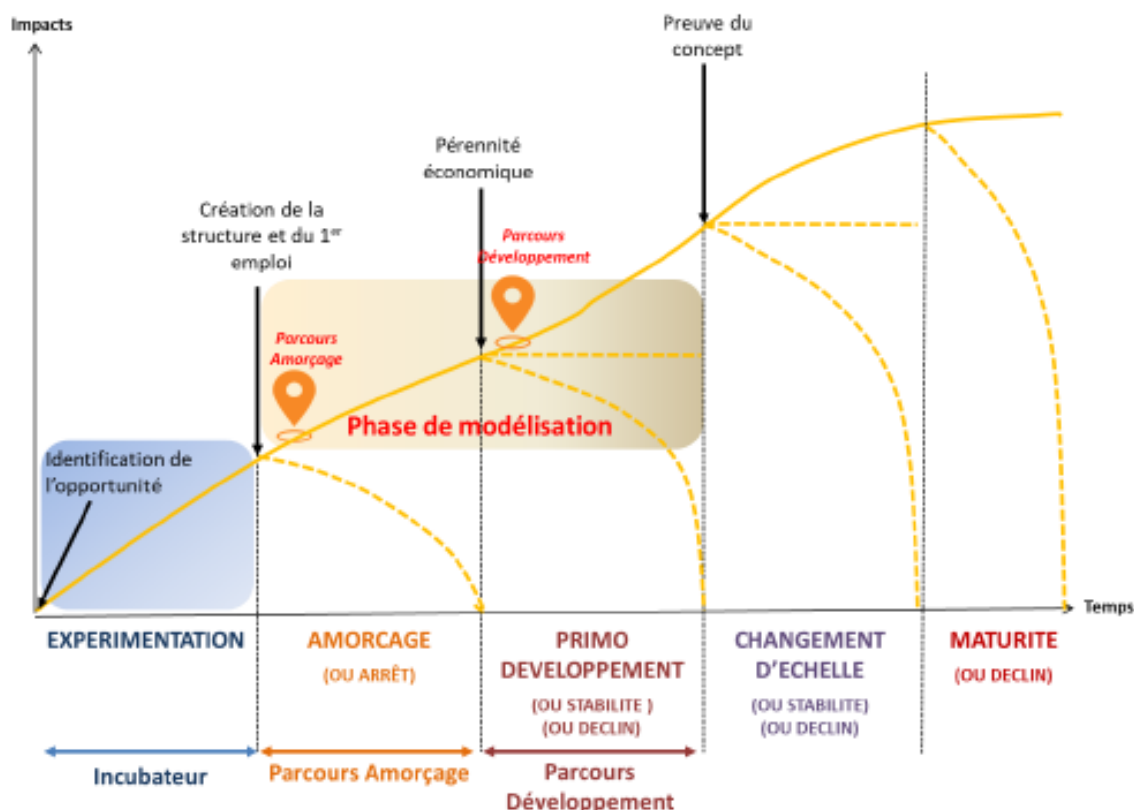 Impacts
Preuve du
concept
Pérennité
économique
Création de la
structure et du 1er
emploi
Parcours
Développement
Parcours
Amorçage
Phase de modélisation
Identification de
l'opportunité
Temps
EXPERIMENTATION
AMORCAGE
(OU ARRÊT)
PRIMO
DEVELOPPEMENT
(OU STABILITE )
(OU DECLIN)
CHANGEMENT
D'ECHELLE
(OU STABILITE)
(OU DECLIN)
MATURITE
(OU DECLIN)
Incubateur
Parcours Amorçage
Parcours
Développement